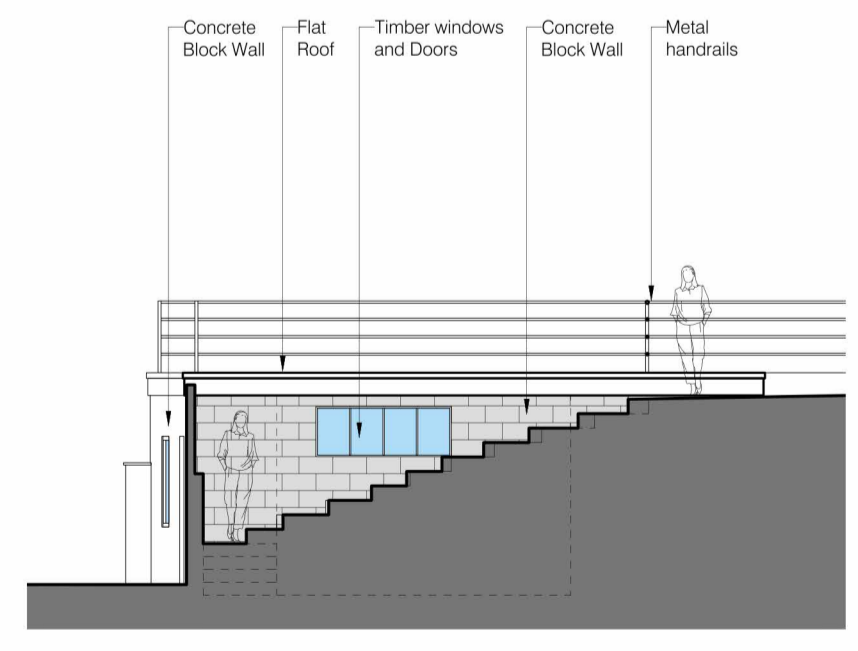 Concrete
Block Wall
Flat
Roof
Timber windows
and Doors
Concrete
Block Wall
Metal
handrails